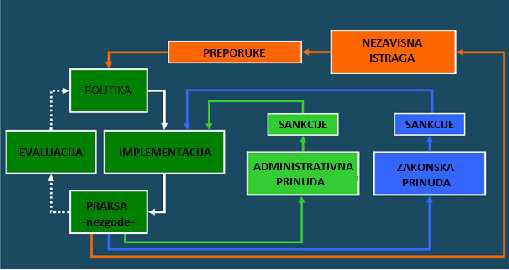 PREPORUKE
NEZAVISNA
ISTRAGA
POLITIKA
SANKCIJE
SANKCIJE
EVALUACIJA
IMPLEMENTACIJA
ADMINISTRATIVNA
PRINUDA
ZAKONSKA
PRINUDA
PRAKSA
-nezgode-